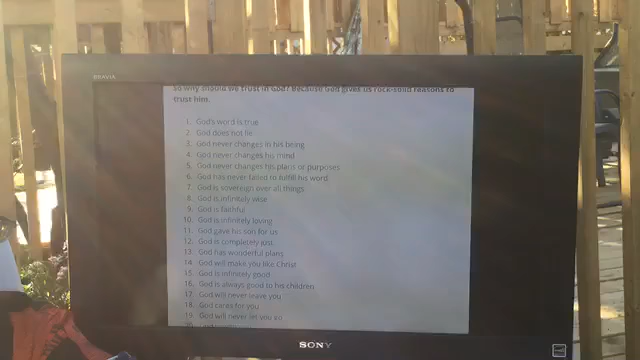 BRAVIA
So why should we trust in God? Because God gives us rock-solid reasons to
trust him.
1. God's word is true
2. God does not lie
3. God never changes in his being
4. God never changes his mind
5. God never changes his plans or purposes
6. God has never failed to fulfill his word
7. God is sovereign over all things
8. God is infinitely wise
9. God is faithful
10. God is infinitely loving
11. God gave his son for us
12. God is completely just
13. God has wonderful plans
14. God will make you like Christ
15. God is infinitely good
16. God is always good to his children
17. God will never leave you
18. God cares for you
19. God will never let you
20.
SONY